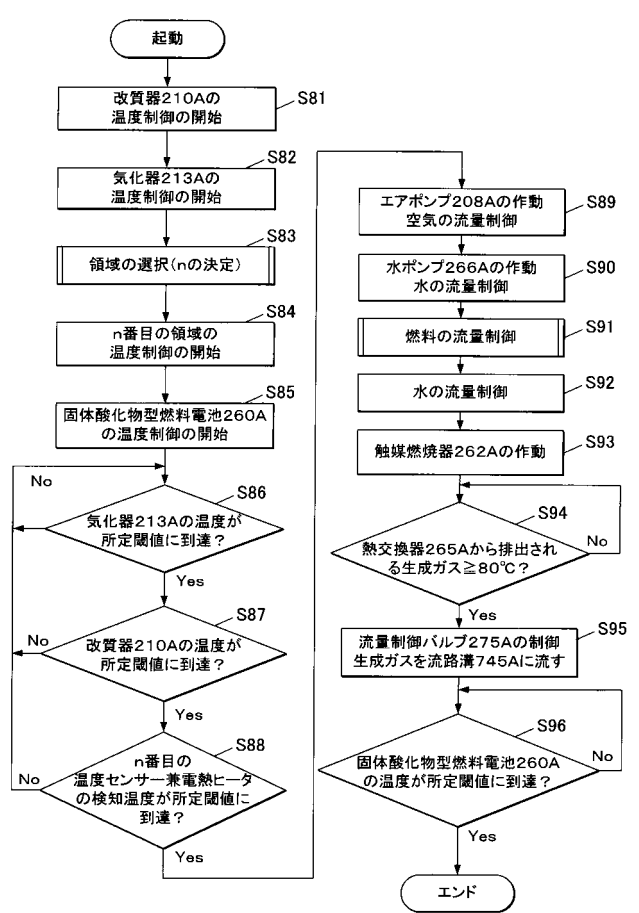 起動
改質器210Aの
温度制御の開始
S81
気化器213Aの
温度制御の開始
S82
領域の選択(nの決定)
S83
n番目の領域の
温度制御の開始
S84
固体酸化物型燃料電池260A
の温度制御の開始
S85
No
気化器213Aの温度が
所定閾値に到達?
S86
Yes
No
改質器210Aの温度が
所定閾値に到達?
S87
Yes
No
n番目の
温度センサー兼電熱ヒータ
の検知温度が所定閾値に
到達?
S88
Yes
エアポンプ208Aの作動
空気の流量制御
S89
水ポンプ266Aの作動
水の流量制御
S90
燃料の流量制御
S91
水の流量制御
S92
触媒燃焼器262Aの作動
S93
熱交換器265Aから排出され
る生成ガス≧80℃?
S94
No
Yes
流量制御バルブ275Aの制御
生成ガスを流路溝745Aに流す
S95
固体酸化物型燃料電池260A
の温度が所定閾値に到達?
S96
No
Yes
エンド